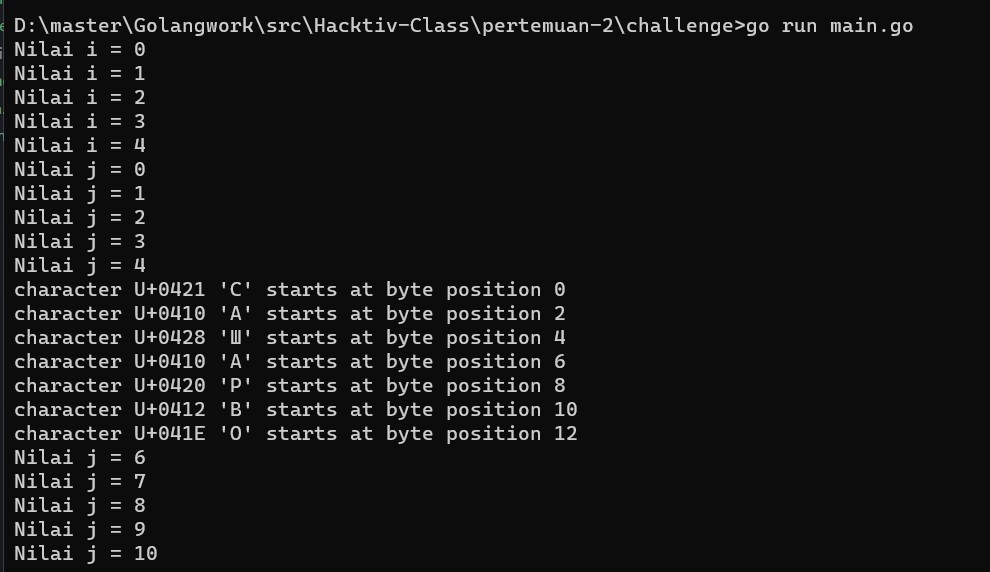 D:\master\Golangwork\src\Hacktiv-Class\pertemuan-2\challenge>go run main.go
Nilai i = 0
Nilai i = 1
Nilai i = 2
Nilai i = 3
Nilai i = 4
Nilai j = 0
Nilai j = 1
Nilai j = 2
Nilai j = 3
Nilai j = 4
character U+0421 'С' starts at byte position 0
character U+0410 'А' starts at byte position 2
character U+0428 'Ш' starts at byte position 4
character U+0410 'А' starts at byte position 6
character U+0420 'Р' starts at byte position 8
character U+0412 'В' starts at byte position 10
character U+041E 'О' starts at byte position 12
Nilai j = 6
Nilai j = 7
Nilai j = 8
Nilai j = 9
Nilai j = 10